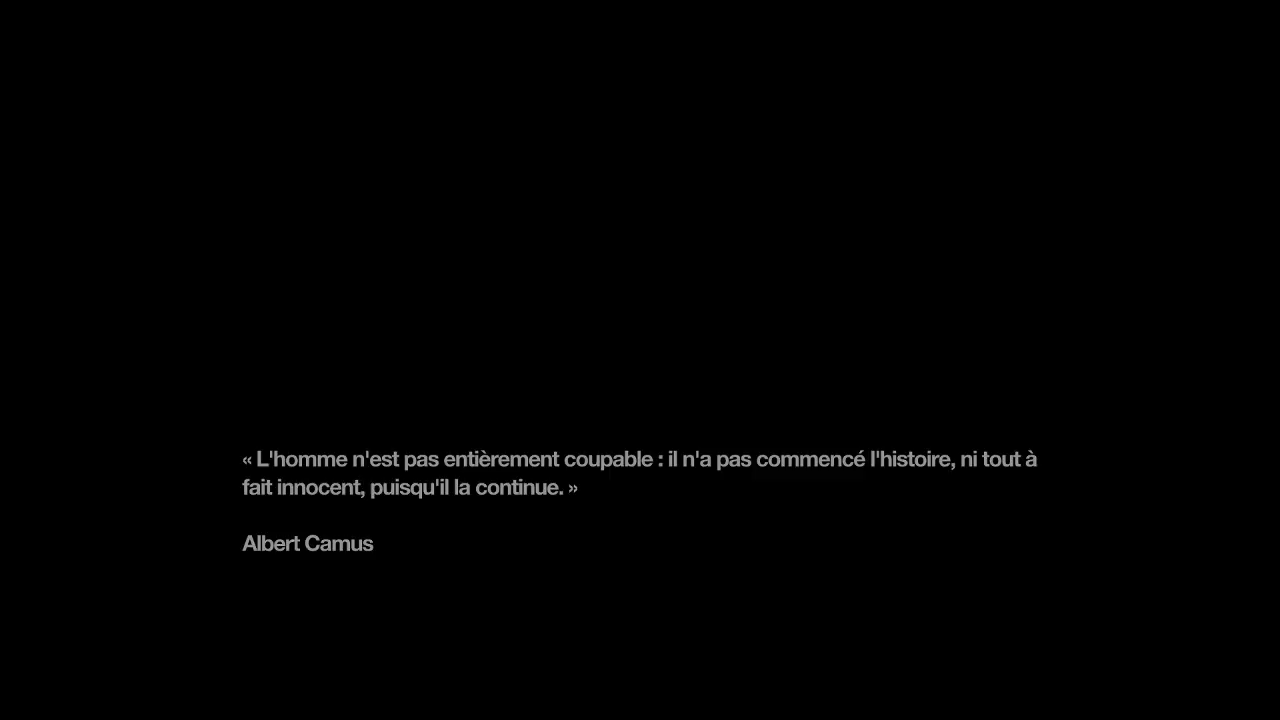 « L'homme n'est pas entièrement coupable : il n'a pas commencé l'histoire, ni tout à
fait innocent, puisqu'il la continue. »
Albert Camus